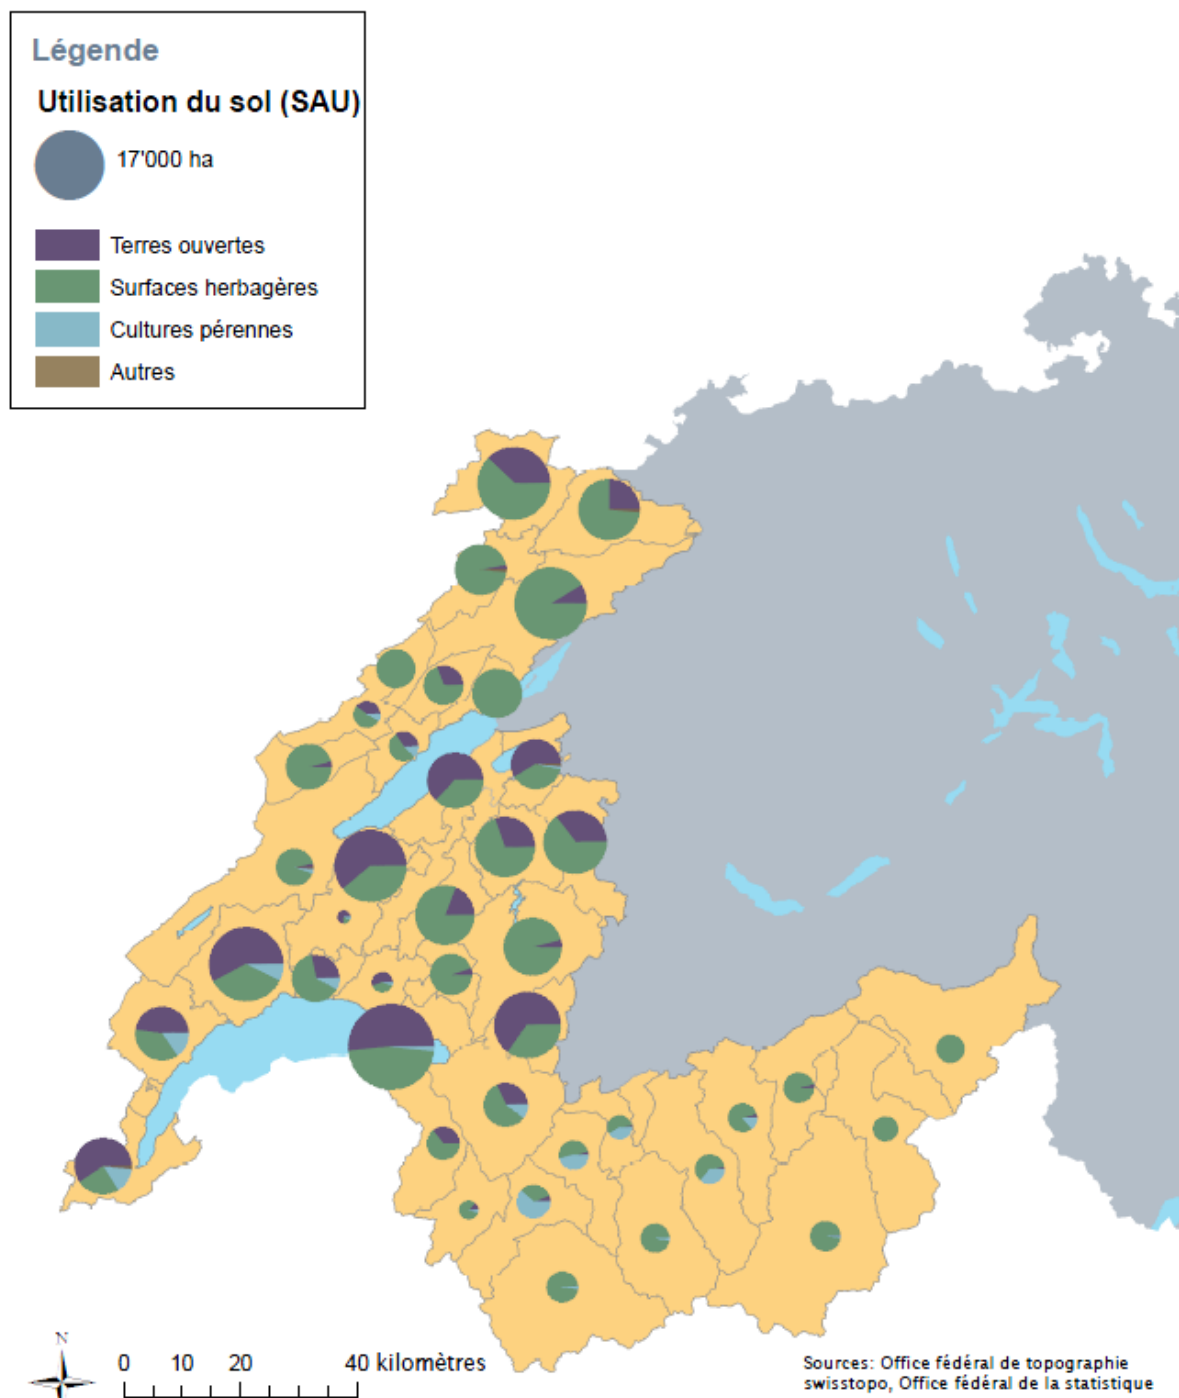 Légende
Utilisation du sol (SAU)
17'000 ha
Terres ouvertes
Surfaces herbagères
Cultures pérennes
Autres
N
0 10 20 40 kilomètres
Sources: Office fédéral de topographie
swisstopo, Office fédéral de la statistique